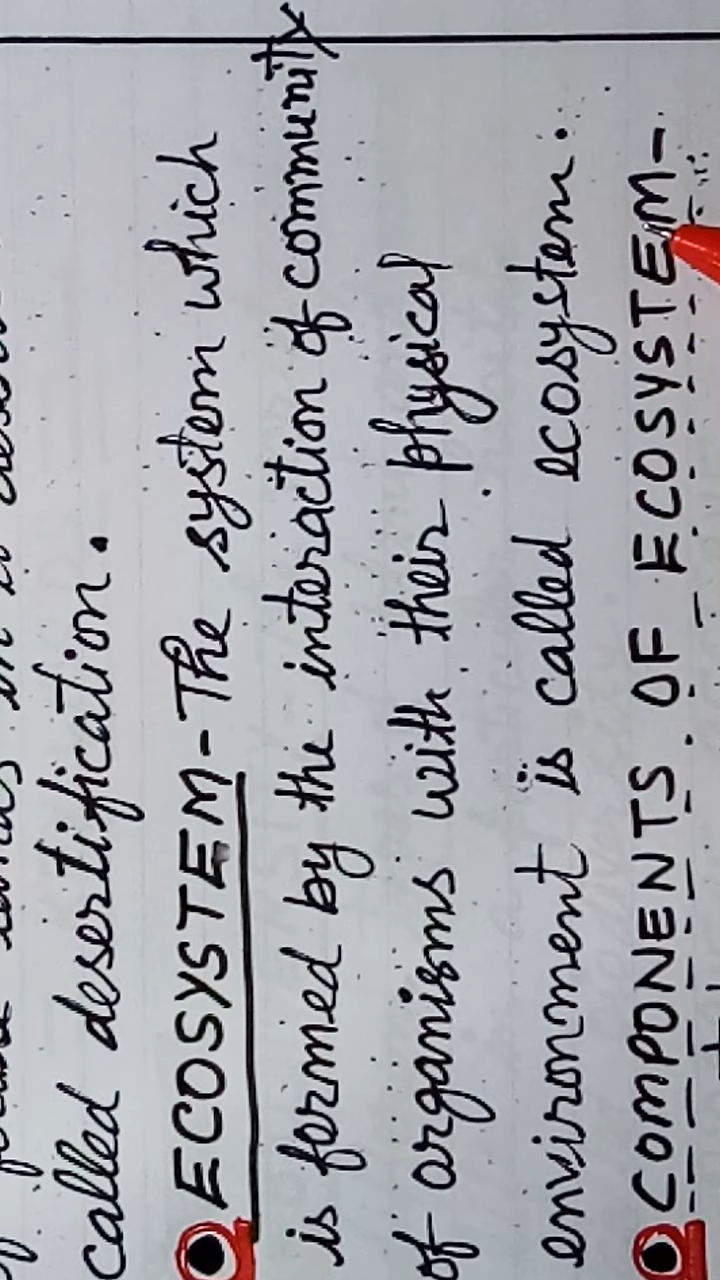 called desertification.
ECOSYSTEM-The system which
is formed by the interaction of community
of organisms with their physical
environment is called ecosystem.
COMPONENTS OF ECOSYSTEM-